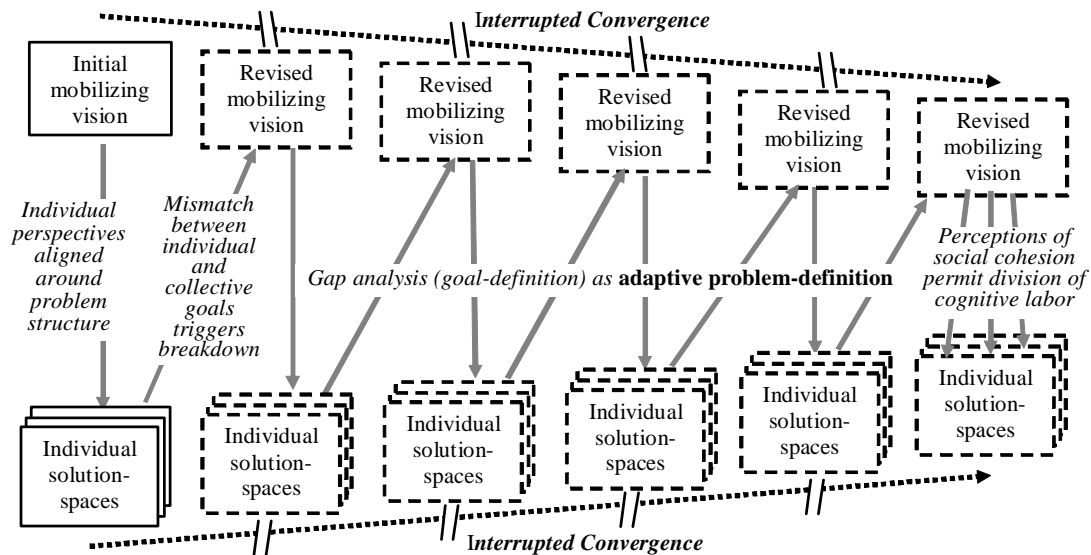 Interrupted Convergence
Initial
mobilizing
vision
Revised
mobilizing
vision
Revised
mobilizing
vision
Revised
mobilizing
vision
Revised
mobilizing
vision
Revised
mobilizing
vision
Individual
perspectives
aligned
around
problem
structure
Mismatch
between
individual
and
collective
goals
triggers
breakdown
Gap analysis (goal-definition) as adaptive problem-definition
Perceptions of
social cohesion
permit division of
cognitive labor
Individual
solution-
spaces
Individual
solution-
spaces
Individual
solution-
spaces
Individual
solution-
spaces
Individual
solution-
spaces
Individual
solution-
spaces
Interrupted Convergence